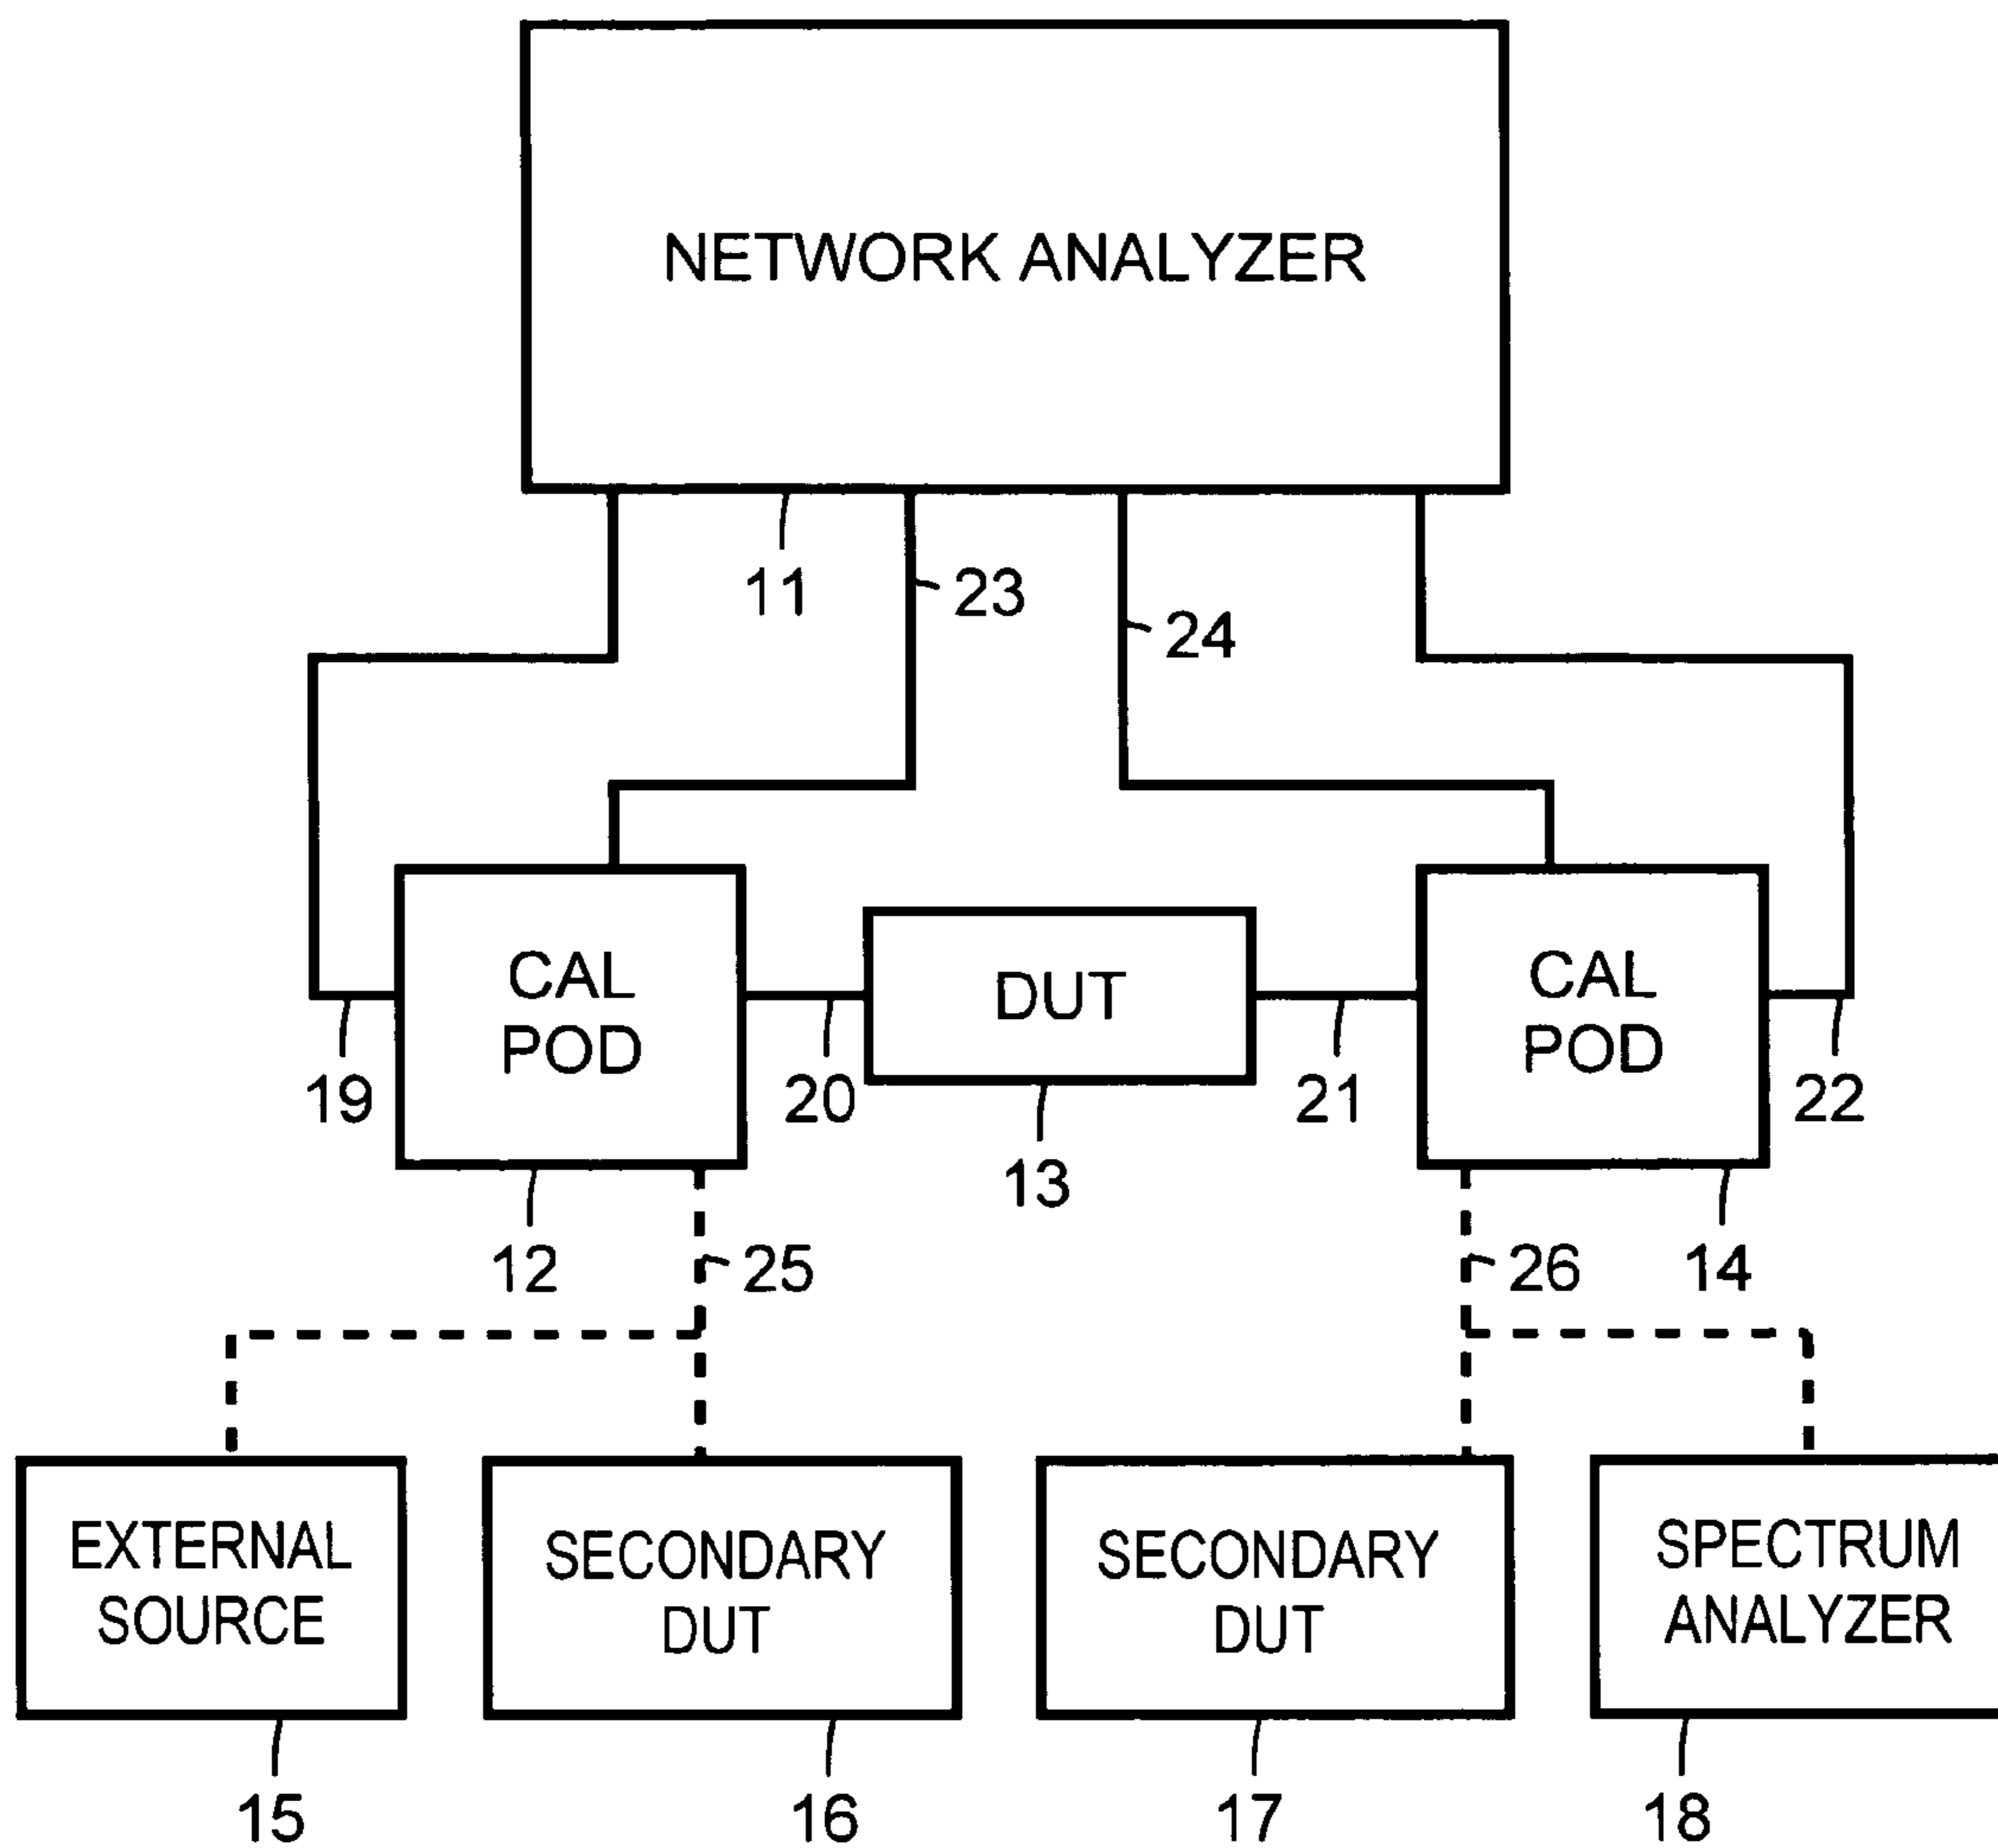 NETWORK ANALYZER
11
23
24
CAL
POD
DUT
CAL
POD
19
20
21
22
13
12
25
26
14
EXTERNAL
SOURCE
SECONDARY
DUT
SECONDARY
DUT
SPECTRUM
ANALYZER
15
16
17
18